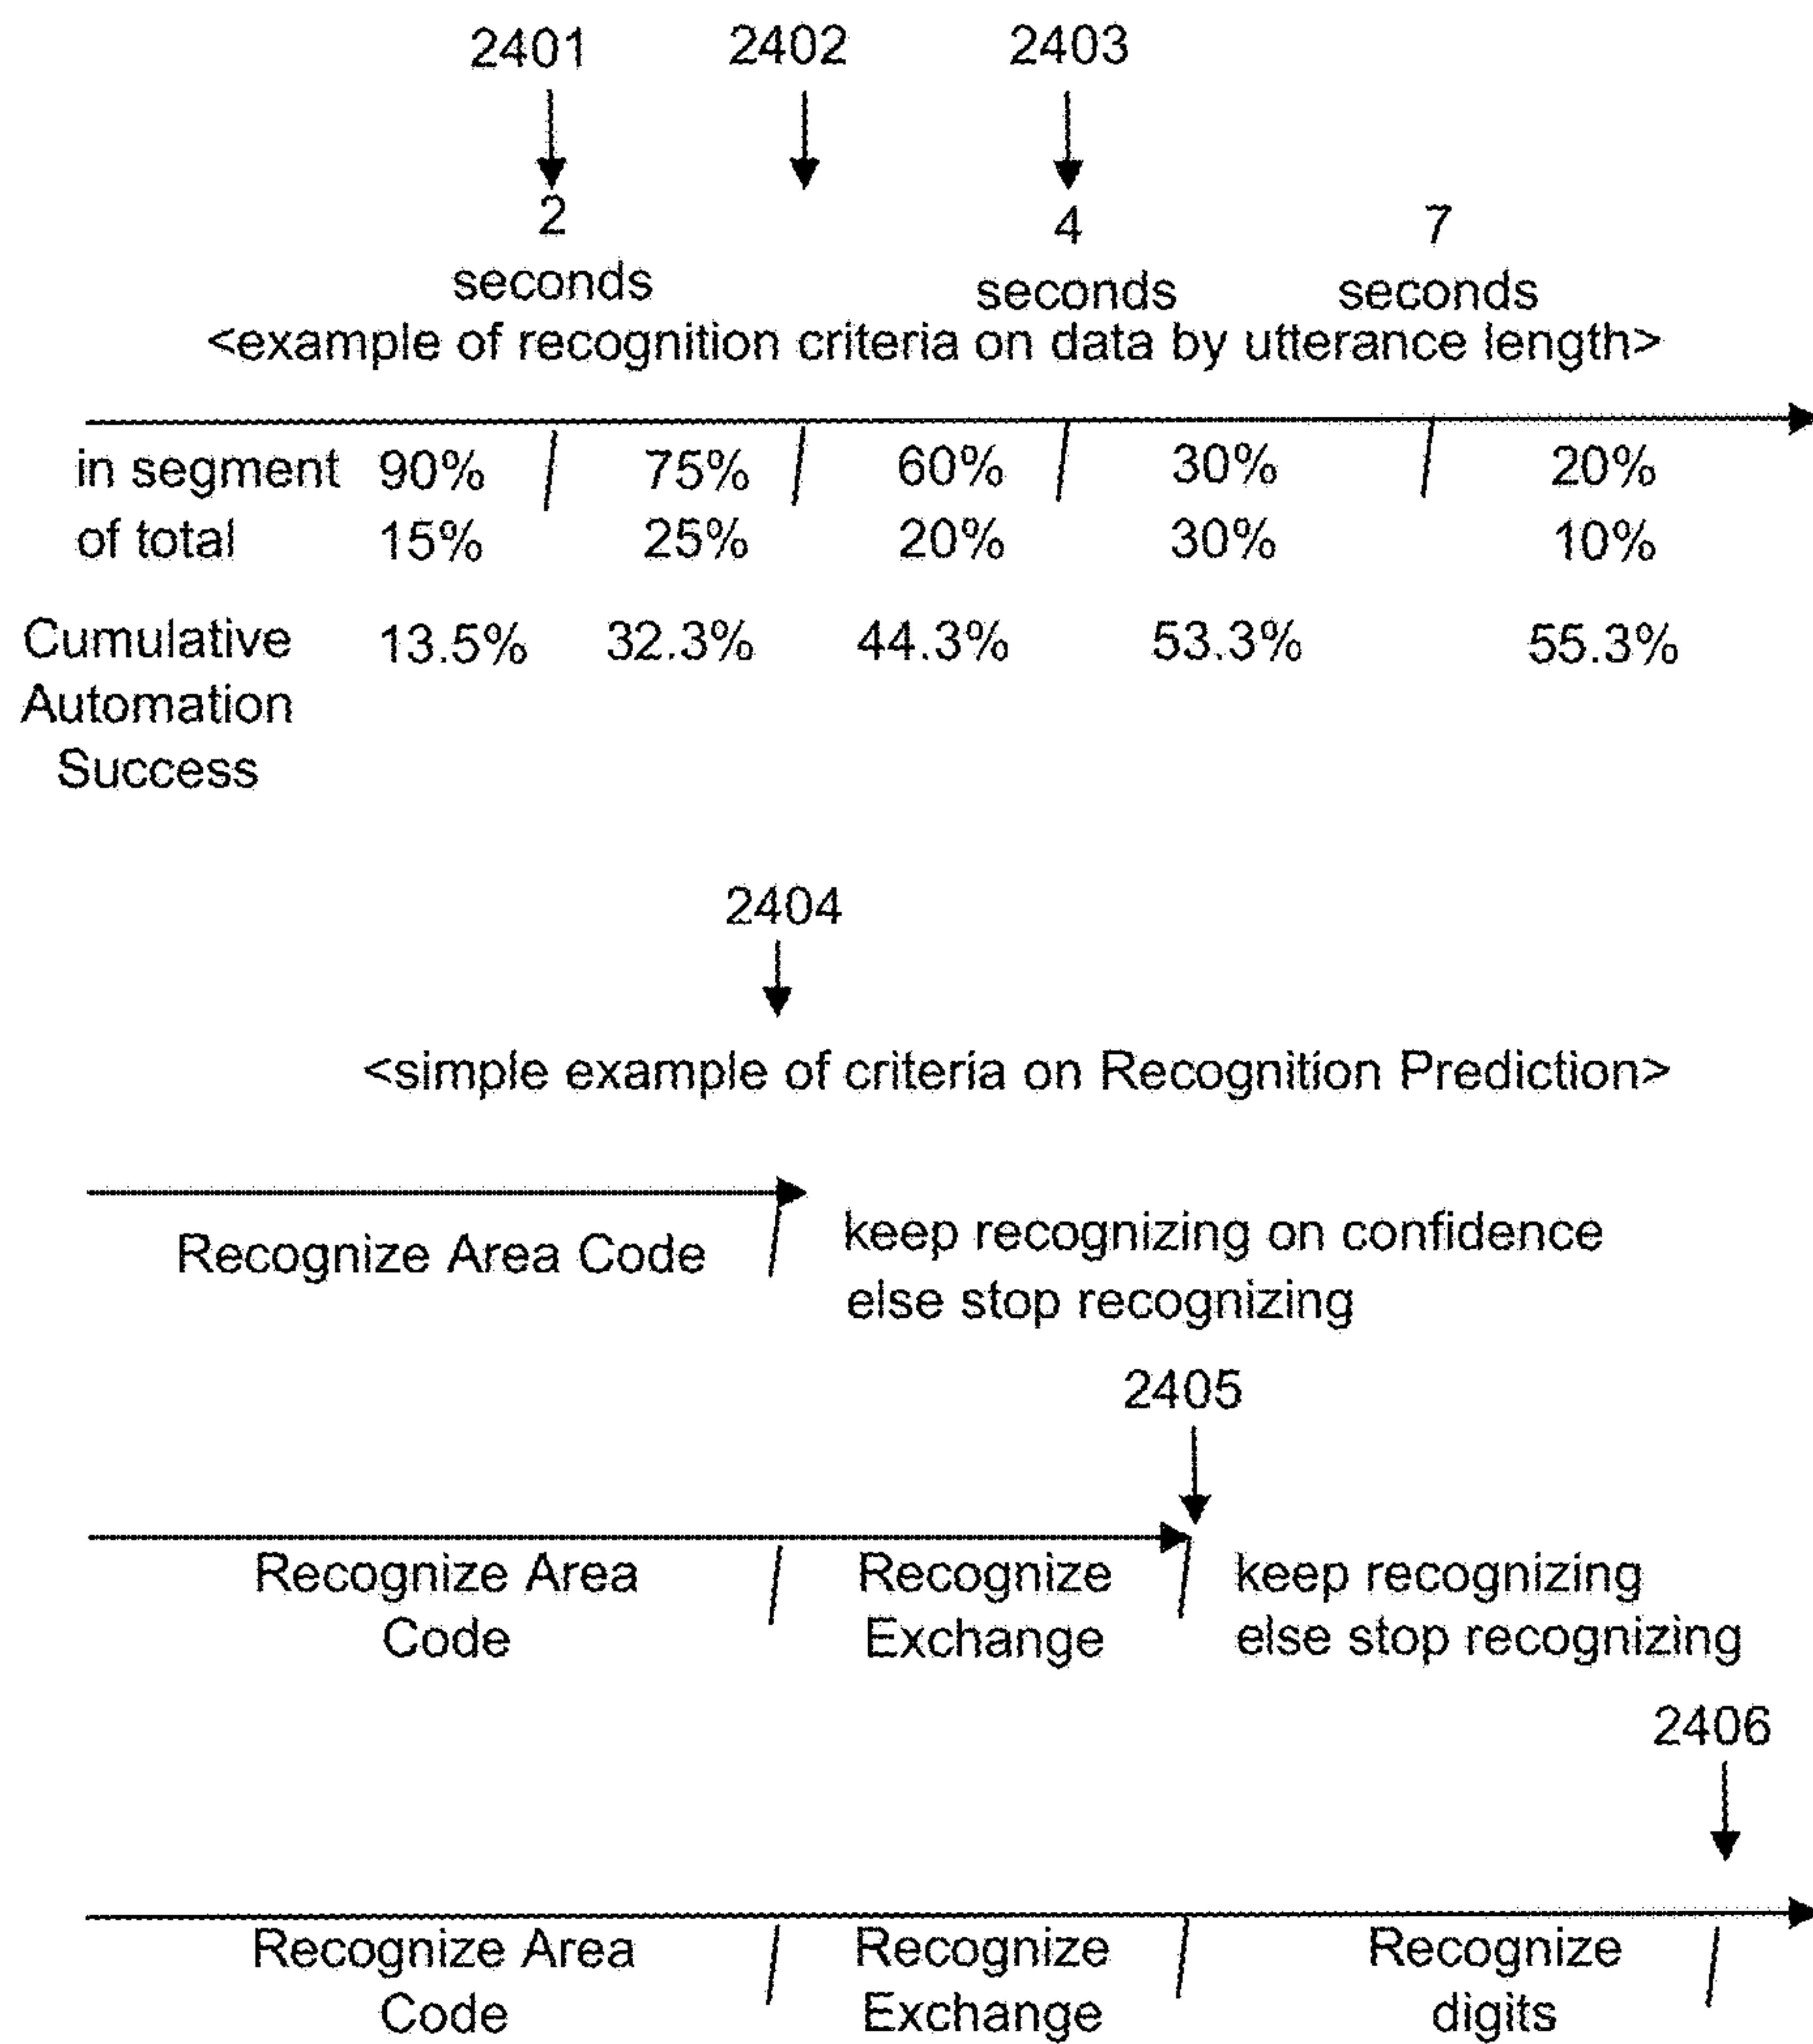 2401 2402 2403
2 4 7
seconds seconds seconds
<example of recognition criteria on data by utterance length>
in segment 90% / 75% / 60% / 30% / 20%
of total 15% 25% 20% 30% 10%
Cumulative 13.5% 32.3% 44.3% 53.3% 55.3%
Automation
Success
2404
<simple example of criteria on Recognition Prediction>
Recognize Area Code / keep recognizing on confidence
else stop recognizing
2405
Recognize Area / Recognize / keep recognizing
Code Exchange else stop recognizing
2406
Recognize Area / Recognize / Recognize /
Code Exchange digits